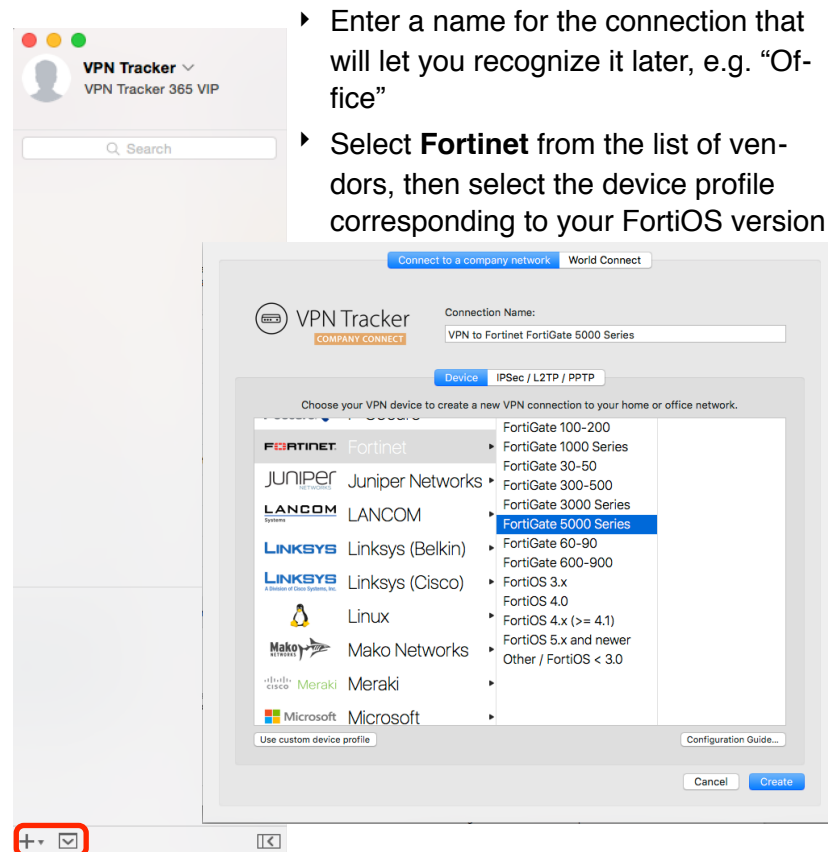 ‣ Enter a name for the connection that
will let you recognize it later, e.g. “Of-
fice”
‣ Select Fortinet from the list of ven-
dors, then select the device profile
corresponding to your FortiOS version
VPN Tracker
VPN Tracker 365 VIP
Search
Connect to a company network
World Connect
VPN Tracker
COMPANY CONNECT
Connection Name:
VPN to Fortinet FortiGate 5000 Series
Device
IPSec / L2TP / PPTP
Choose your VPN device to create a new VPN connection to your home or office network.
FORTINET. Fortinet
JUNIPER NETWORKS Juniper Networks
LANCOM Systems LANCOM
LINKSYS Linksys (Belkin)
LINKSYS A Division of Cisco Systems, Inc. Linksys (Cisco)
Linux
Mako NETWORKS Mako Networks
cisco Meraki Meraki
Microsoft Microsoft
FortiGate 100-200
FortiGate 1000 Series
FortiGate 30-50
FortiGate 300-500
FortiGate 3000 Series
FortiGate 5000 Series
FortiGate 60-90
FortiGate 600-900
FortiOS 3.x
FortiOS 4.0
FortiOS 4.x (>= 4.1)
FortiOS 5.x and newer
Other / FortiOS < 3.0
Use custom device profile
Configuration Guide...
Cancel
Create